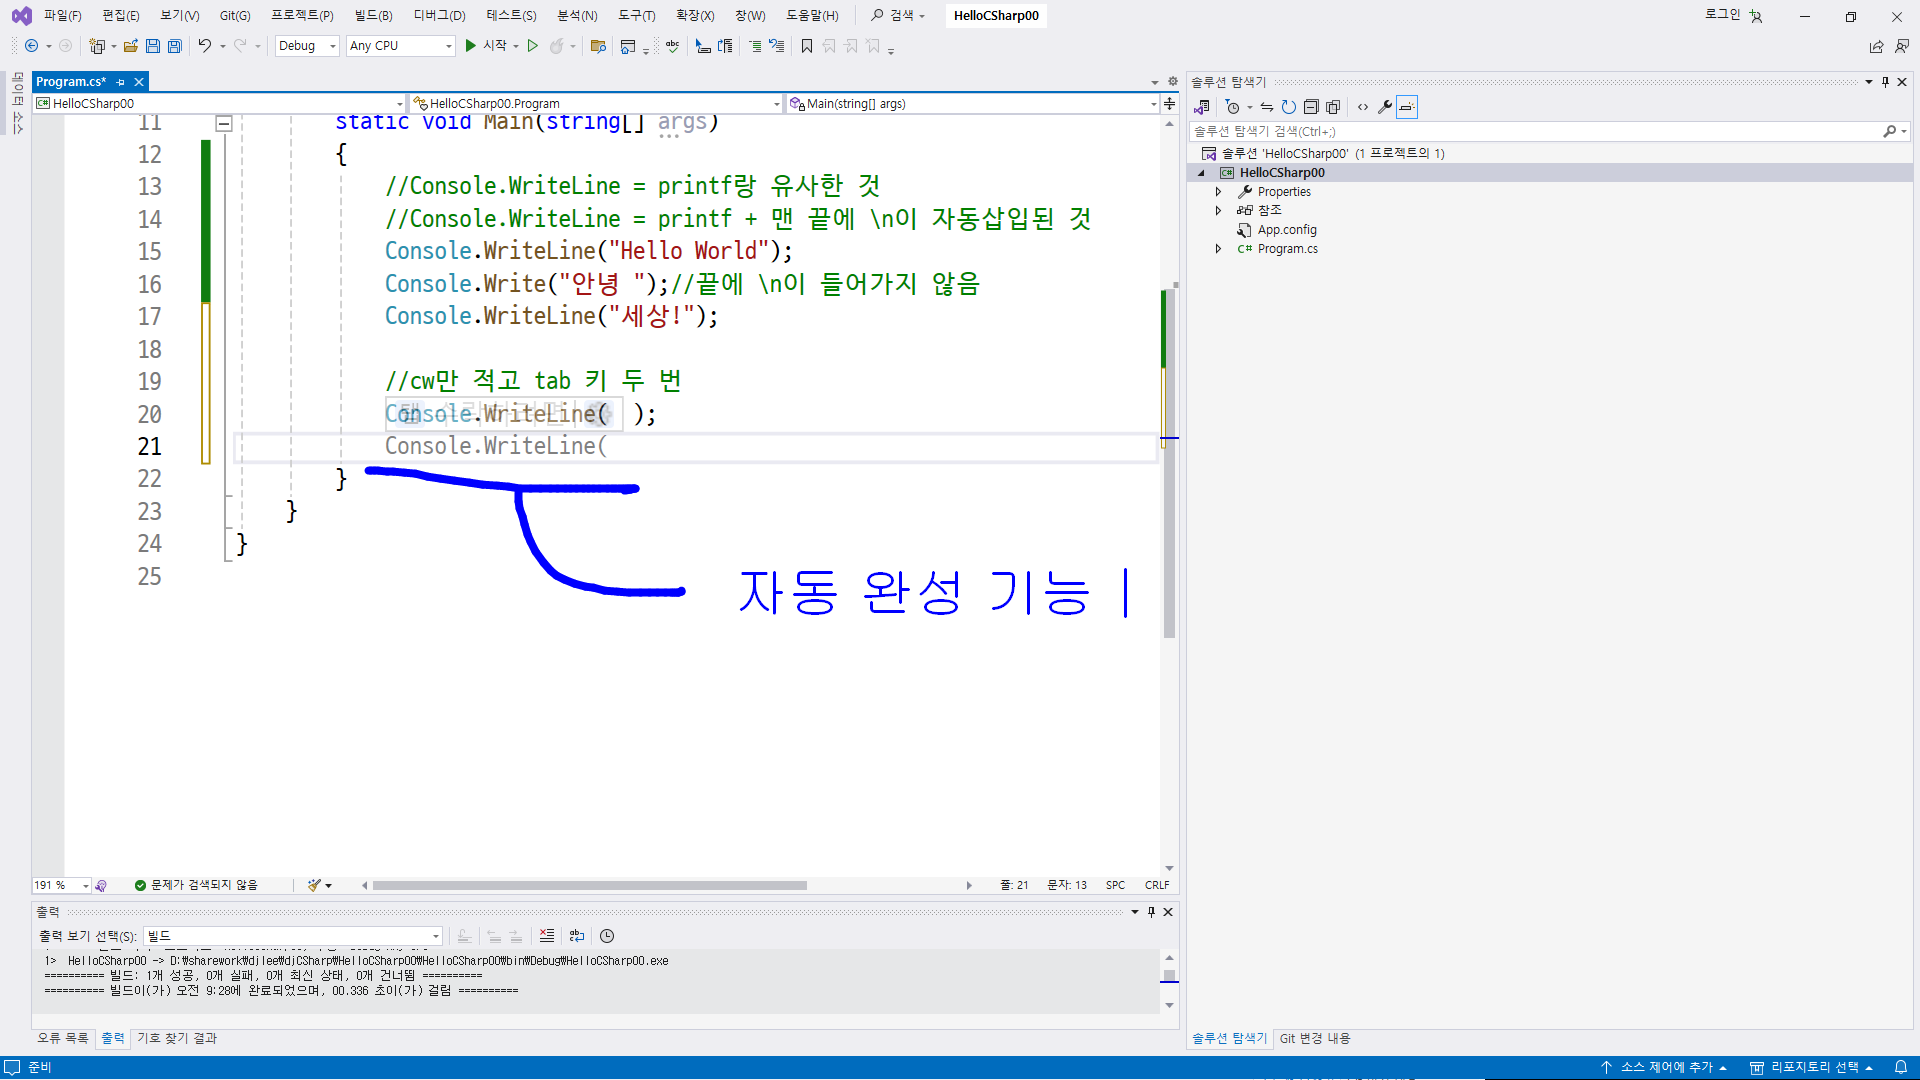 파일(F) 편집(E) 보기(V) Git(G) 프로젝트(P) 빌드(B) 디버그(D) 테스트(S) 분석(N) 도구(T) 확장(X) 창(W) 도움말(H) 검색 HelloCSharp00 로그인
Debug Any CPU 시작
데이터 소스
Program.cs*
HelloCSharp00 HelloCSharp00.Program Main(string[] args)
11 static void Main(string[] args)
12 {
13 //Console.WriteLine = printf랑 유사한 것
14 //Console.WriteLine = printf + 맨 끝에 \n이 자동삽입된 것
15 Console.WriteLine("Hello World");
16 Console.Write("안녕 ");//끝에 \n이 들어가지 않음
17 Console.WriteLine("세상!");
18
19 //cw만 적고 tab 키 두 번
20 Console.WriteLine( );
21 Console.WriteLine(
22 }
23 }
24 }
25
자동 완성 기능
191 % 문제가 검색되지 않음 줄: 21 문자: 13 SPC CRLF
출력
출력 보기 선택(S): 빌드
1> HelloCSharp00 -> D:₩sharework₩djlee₩djCSharp₩HelloCSharp00₩HelloCSharp00₩bin₩Debug₩HelloCSharp00.exe
========== 빌드: 1개 성공, 0개 실패, 0개 최신 상태, 0개 건너뜀 ==========
========== 빌드이(가) 오전 9:28에 완료되었으며, 00.336 초이(가) 걸림 ==========
오류 목록 출력 기호 찾기 결과
솔루션 탐색기
솔루션 탐색기 검색(Ctrl+;)
솔루션 'HelloCSharp00' (1 프로젝트의 1)
HelloCSharp00
Properties
참조
App.config
C# Program.cs
솔루션 탐색기 Git 변경 내용
준비 소스 제어에 추가 리포지토리 선택